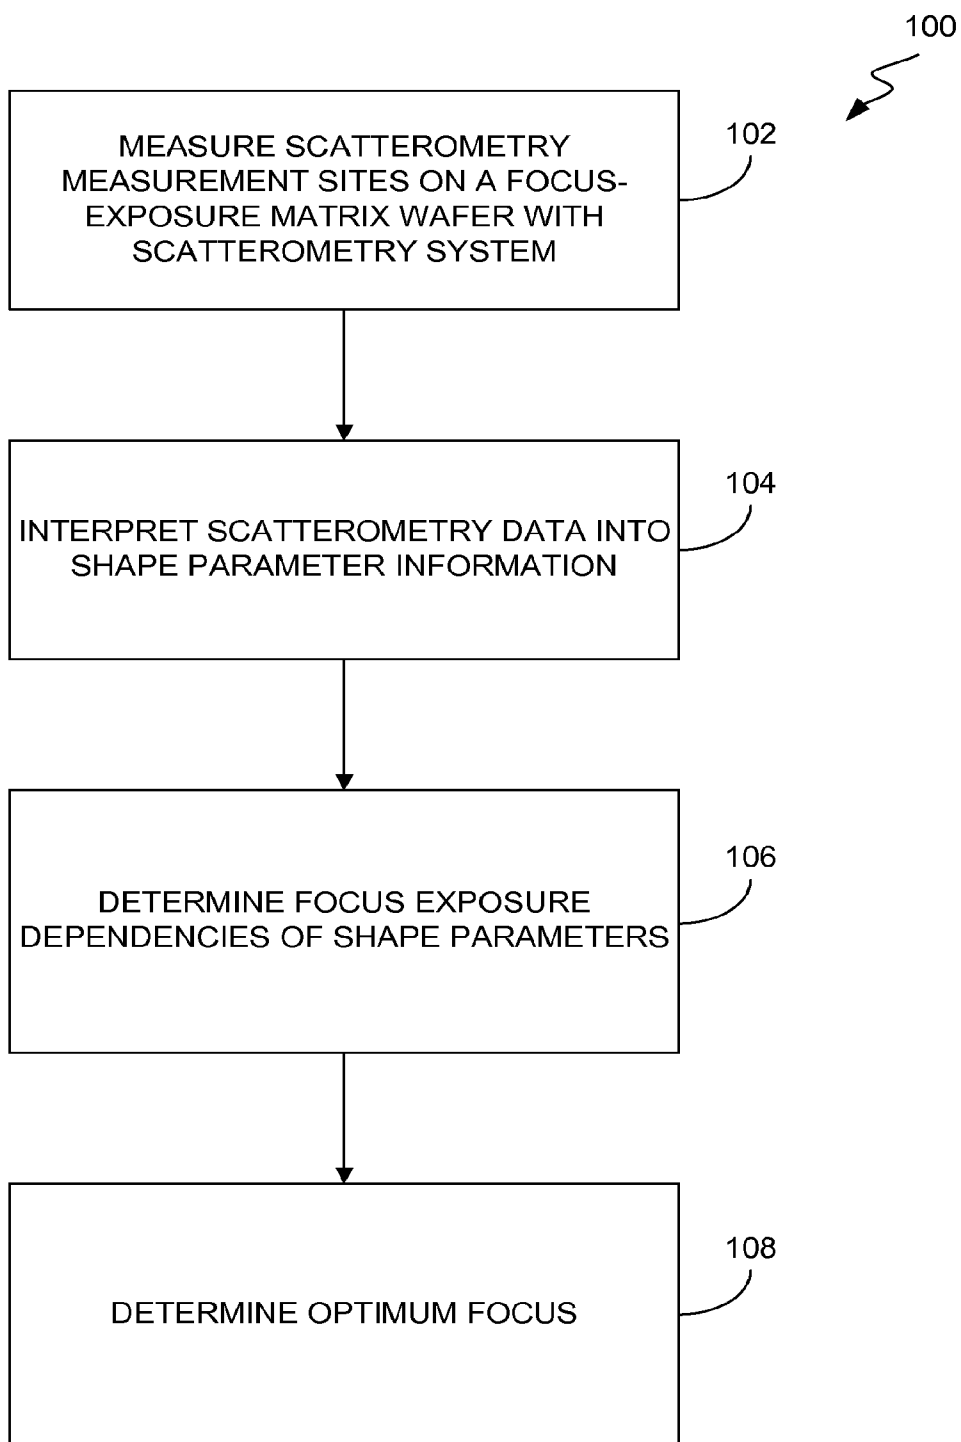 100
MEASURE SCATTEROMETRY
MEASUREMENT SITES ON A FOCUS-
EXPOSURE MATRIX WAFER WITH
SCATTEROMETRY SYSTEM
102
INTERPRET SCATTEROMETRY DATA INTO
SHAPE PARAMETER INFORMATION
104
DETERMINE FOCUS EXPOSURE
DEPENDENCIES OF SHAPE PARAMETERS
106
DETERMINE OPTIMUM FOCUS
108